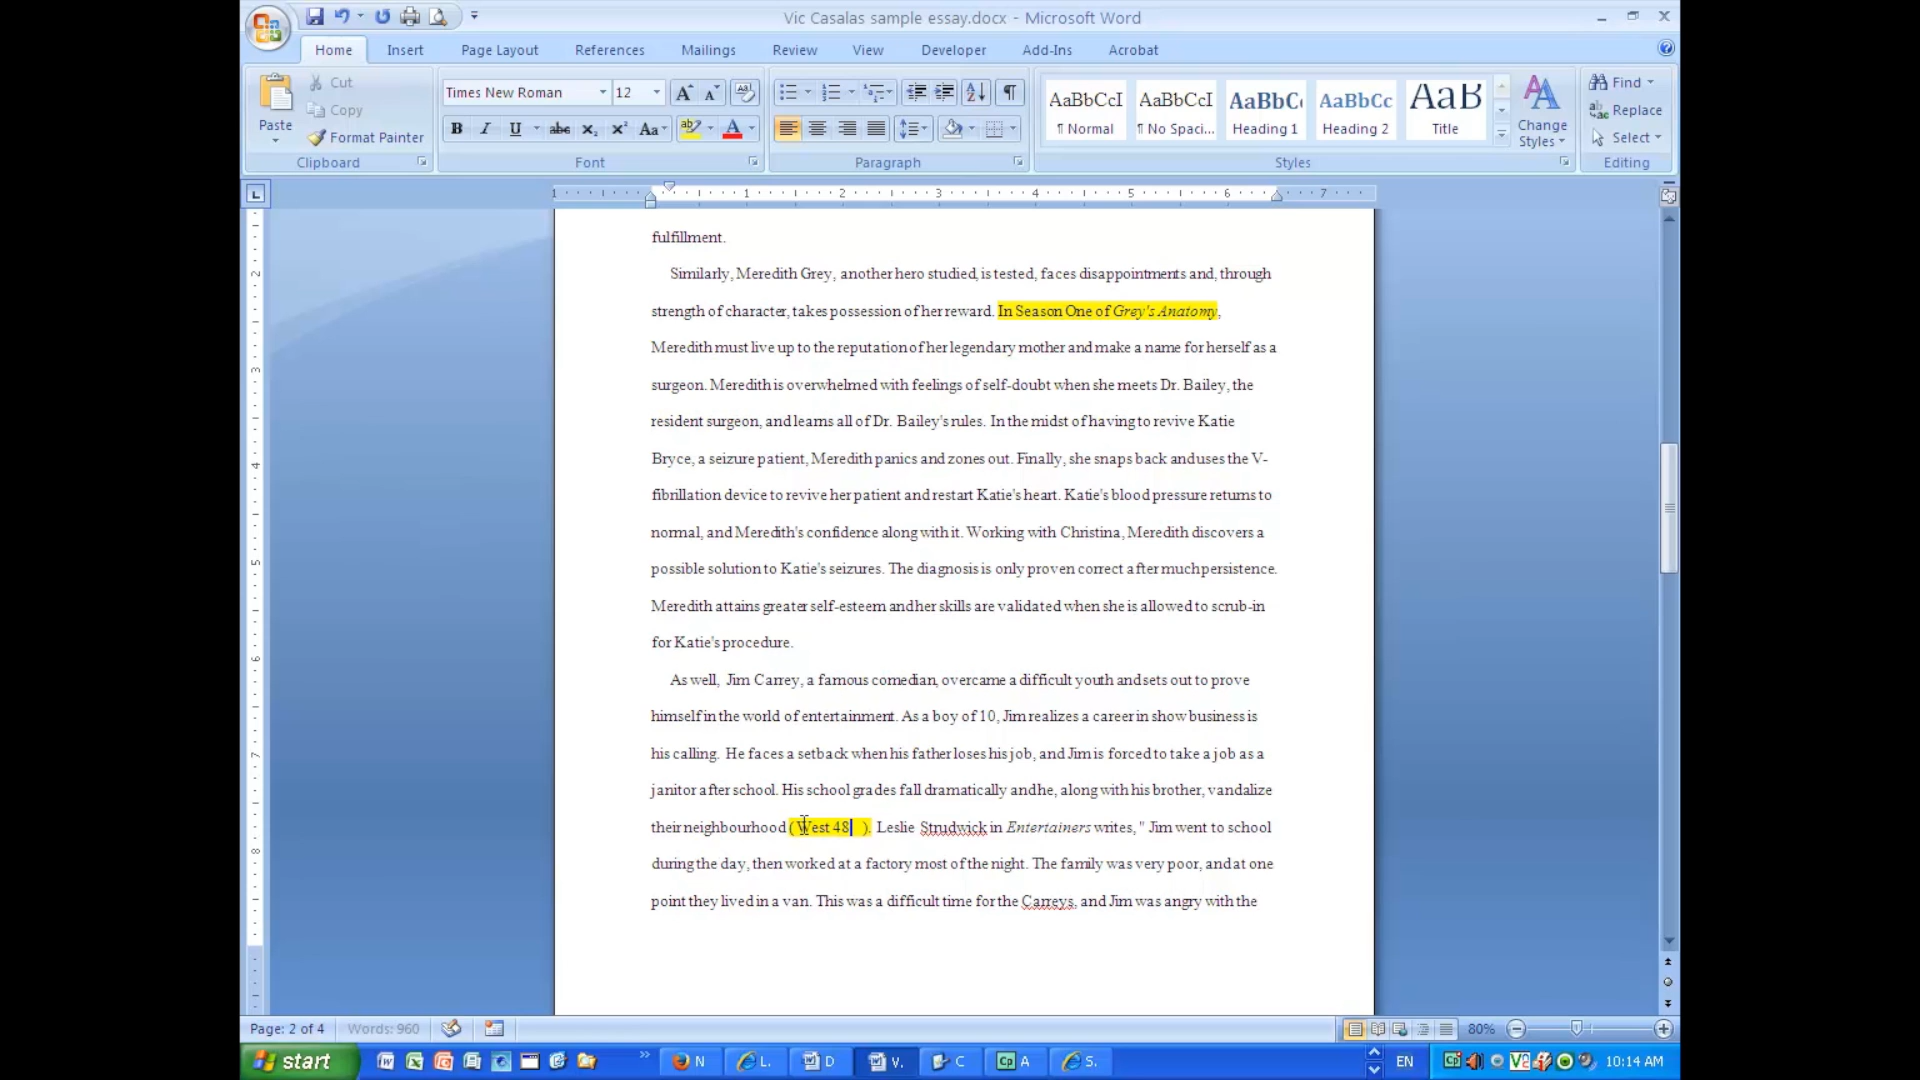 Vic Casalas sample essay.docx - Microsoft Word
Home Insert Page Layout References Mailings Review View Developer Add-Ins Acrobat
Paste
Cut
Copy
Format Painter
Clipboard
Times New Roman 12
Font
Paragraph
AaBbCcI AaBbCcI AaBbC AaBbCc AaB
¶ Normal ¶ No Spaci... Heading 1 Heading 2 Title
Change
Styles
Styles
Find
Replace
Select
Editing
1 1 2 3 4 5 6 7
fulfillment.
Similarly, Meredith Grey, another hero studied, is tested, faces disappointments and, through
strength of character, takes possession of her reward. In Season One of Grey's Anatomy,
Meredith must live up to the reputation of her legendary mother and make a name for herself as a
surgeon. Meredith is overwhelmed with feelings of self-doubt when she meets Dr. Bailey, the
resident surgeon, and learns all of Dr. Bailey's rules. In the midst of having to revive Katie
Bryce, a seizure patient, Meredith panics and zones out. Finally, she snaps back and uses the V-
fibrillation device to revive her patient and restart Katie's heart. Katie's blood pressure returns to
normal, and Meredith's confidence along with it. Working with Christina, Meredith discovers a
possible solution to Katie's seizures. The diagnosis is only proven correct after much persistence.
Meredith attains greater self-esteem and her skills are validated when she is allowed to scrub-in
for Katie's procedure.
As well, Jim Carrey, a famous comedian, overcame a difficult youth and sets out to prove
himself in the world of entertainment. As a boy of 10, Jim realizes a career in show business is
his calling. He faces a setback when his father loses his job, and Jim is forced to take a job as a
janitor after school. His school grades fall dramatically and he, along with his brother, vandalize
their neighbourhood ( West 48 ). Leslie Strudwick in Entertainers writes, " Jim went to school
during the day, then worked at a factory most of the night. The family was very poor, and at one
point they lived in a van. This was a difficult time for the Carreys, and Jim was angry with the
2
3
4
5
6
7
8
Page: 2 of 4 Words: 960 80%
start N L. D V. C A S. EN 10:14 AM